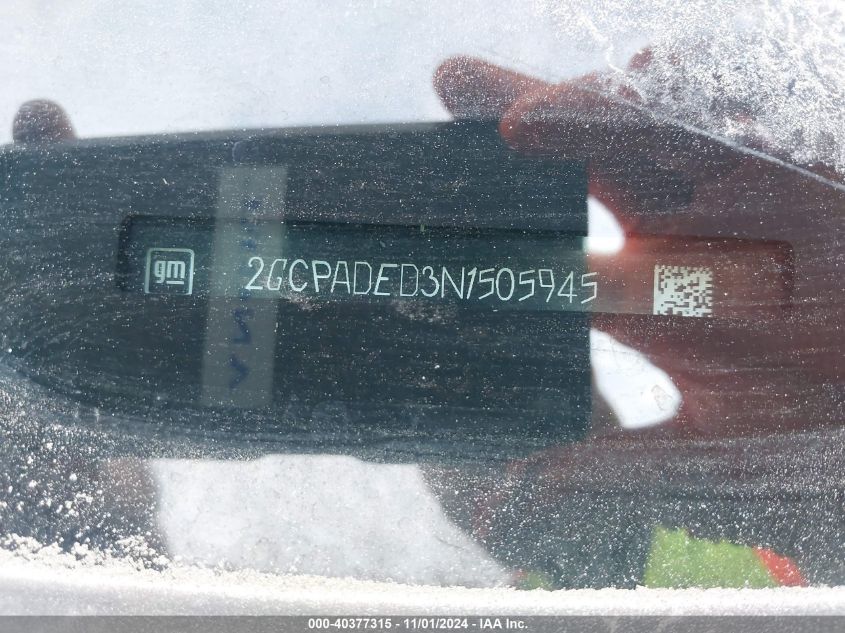 gm 2GCPADED3N1505945
000-40377315 - 11/01/2024 - IAA Inc.